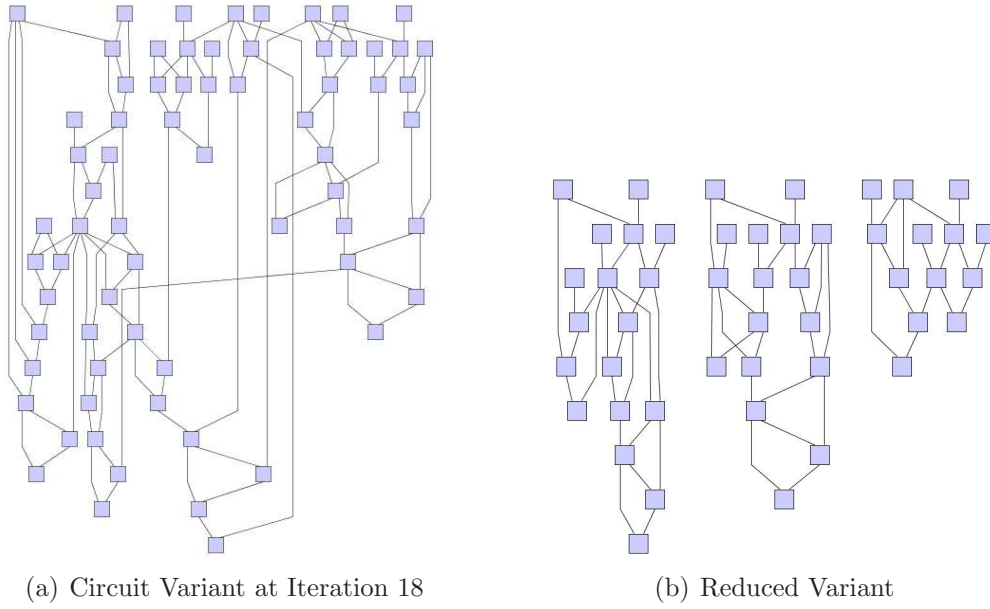 (a) Circuit Variant at Iteration 18
(b) Reduced Variant